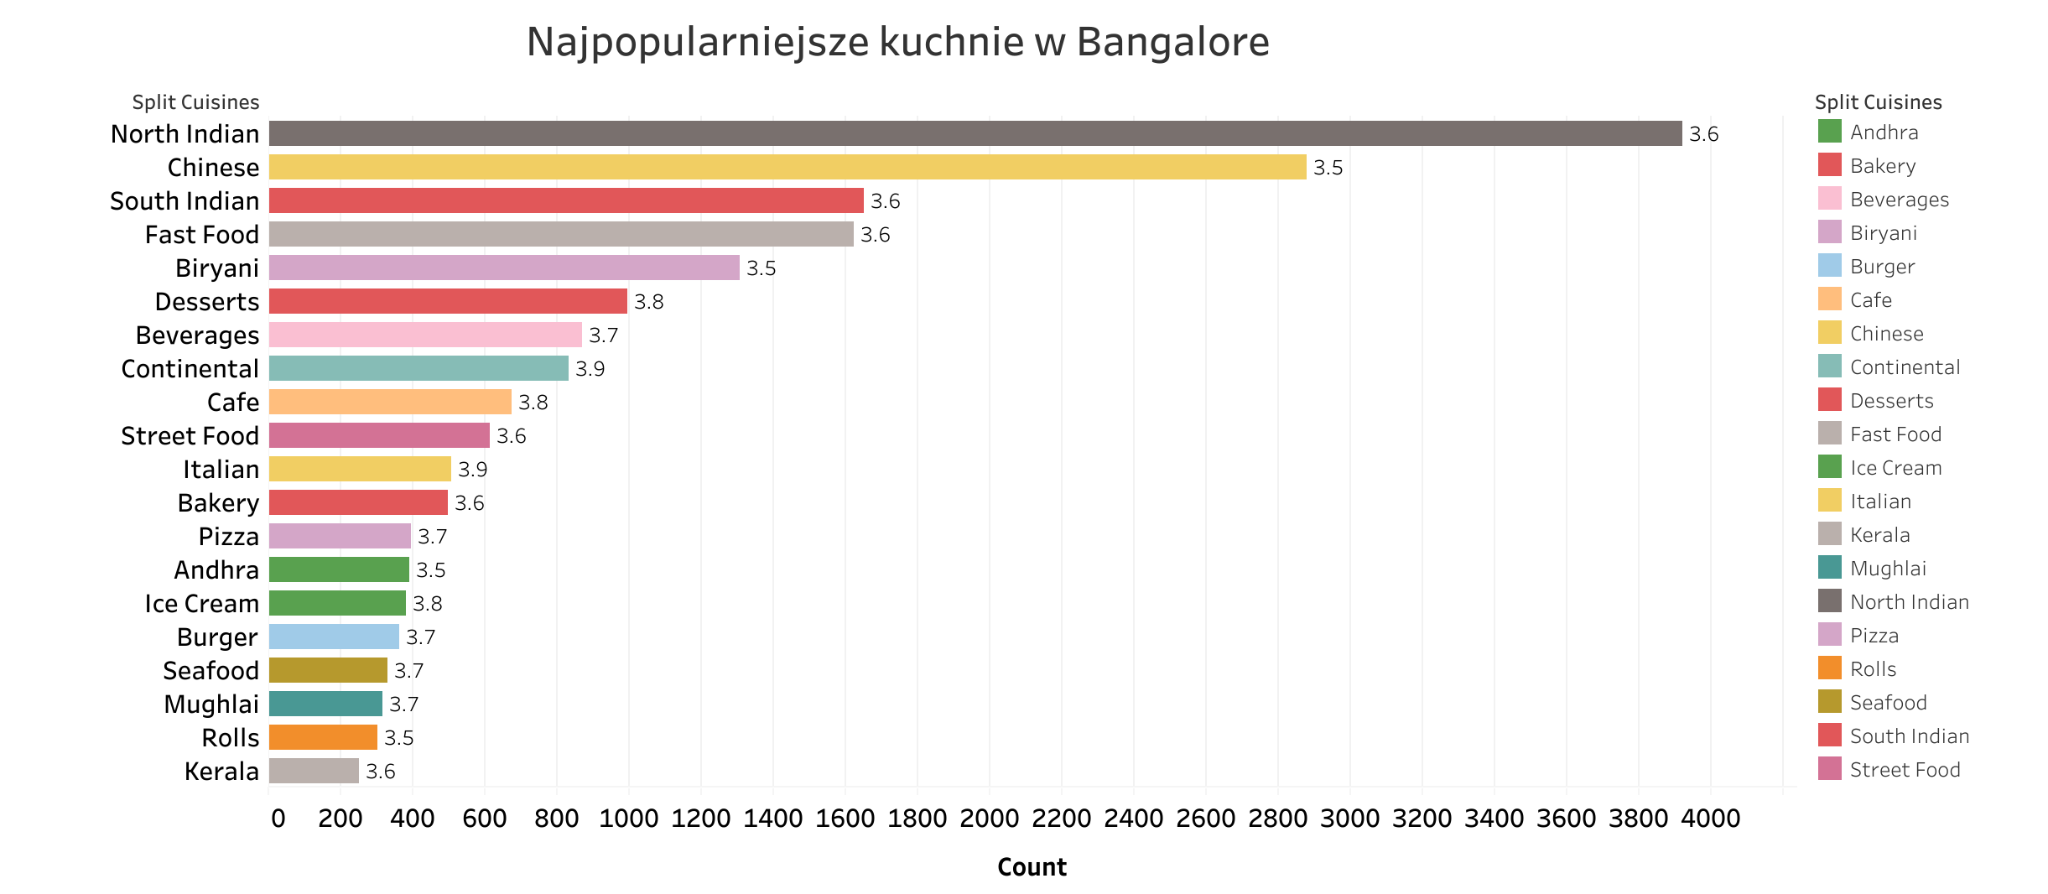 Najpopularniejsze kuchnie w Bangalore
Split Cuisines
North Indian 3.6
Chinese 3.5
South Indian 3.6
Fast Food 3.6
Biryani 3.5
Desserts 3.8
Beverages 3.7
Continental 3.9
Cafe 3.8
Street Food 3.6
Italian 3.9
Bakery 3.6
Pizza 3.7
Andhra 3.5
Ice Cream 3.8
Burger 3.7
Seafood 3.7
Mughlai 3.7
Rolls 3.5
Kerala 3.6
0 200 400 600 800 1000 1200 1400 1600 1800 2000 2200 2400 2600 2800 3000 3200 3400 3600 3800 4000
Count
Split Cuisines
Andhra
Bakery
Beverages
Biryani
Burger
Cafe
Chinese
Continental
Desserts
Fast Food
Ice Cream
Italian
Kerala
Mughlai
North Indian
Pizza
Rolls
Seafood
South Indian
Street Food